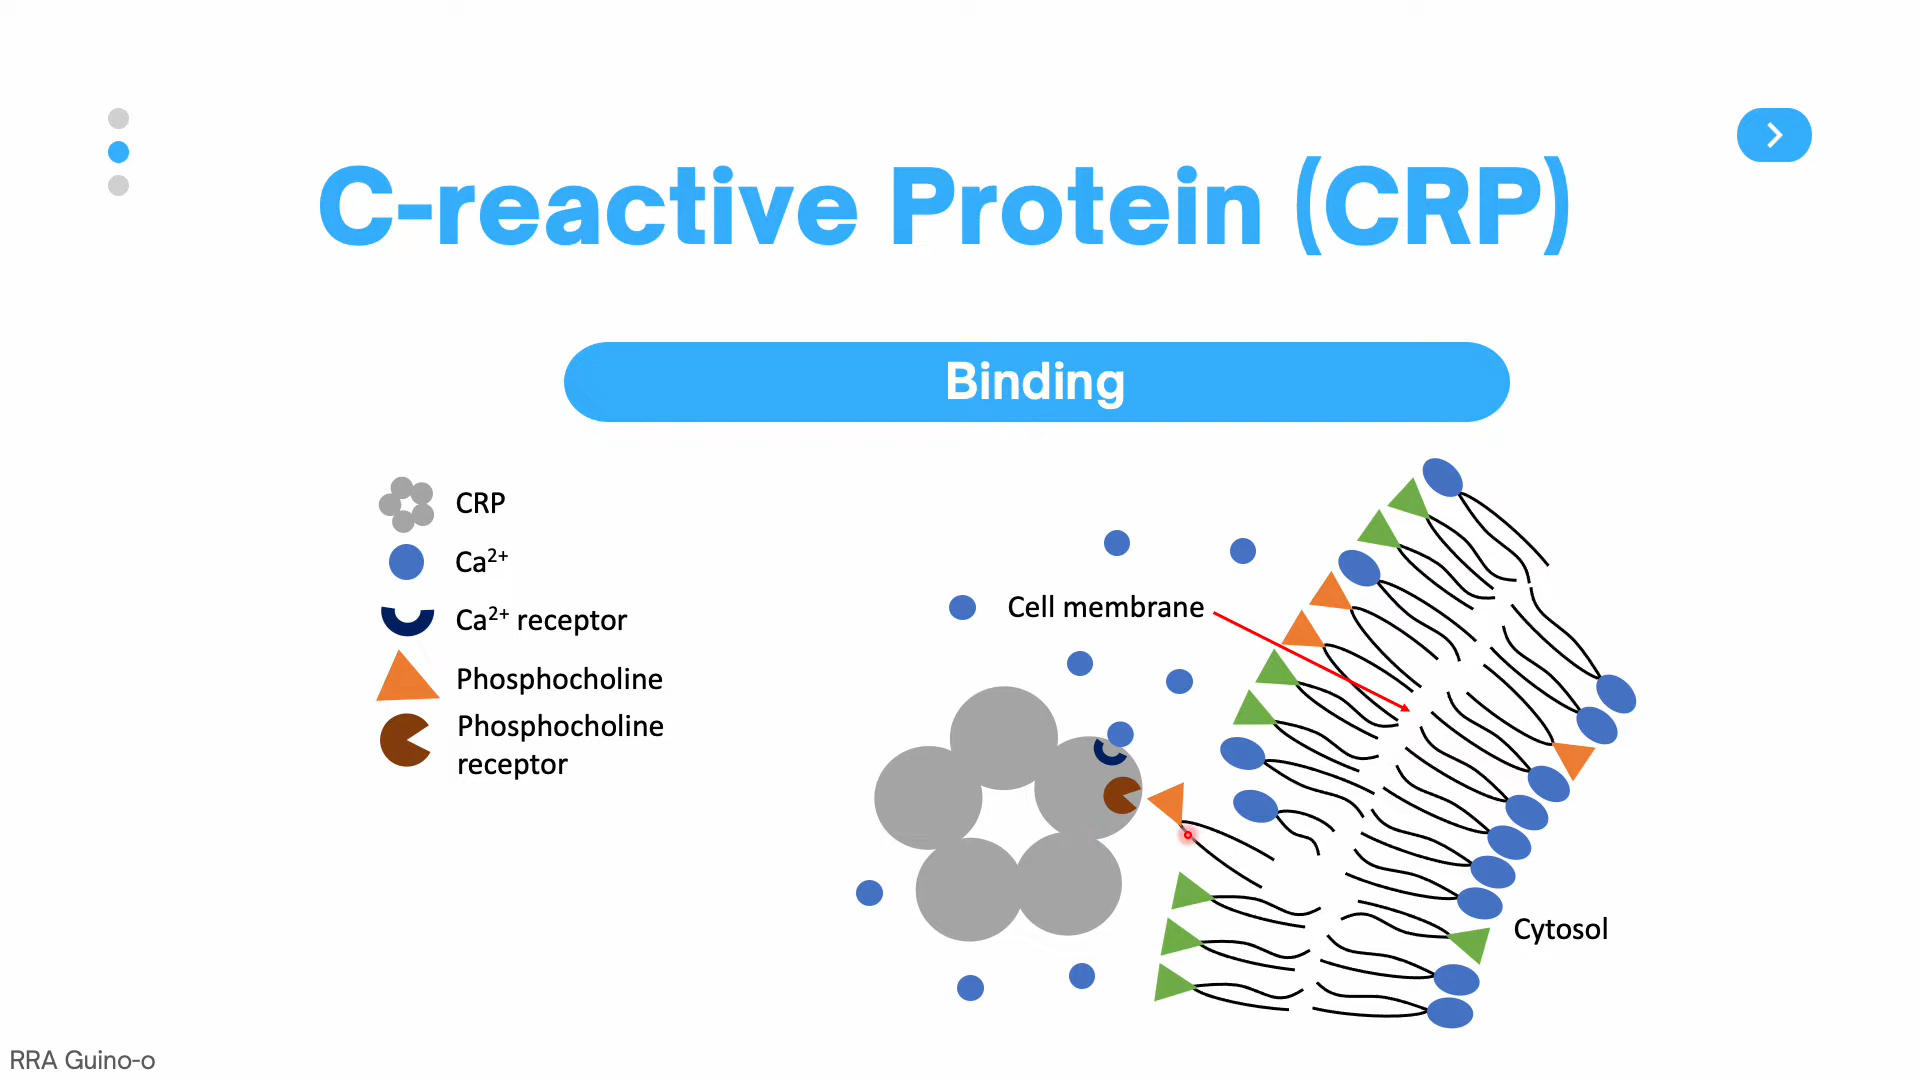 C-reactive Protein (CRP)
Binding
CRP
Ca²⁺
Ca²⁺ receptor
Phosphocholine
Phosphocholine
receptor
Cell membrane
Cytosol
RRA Guino-o